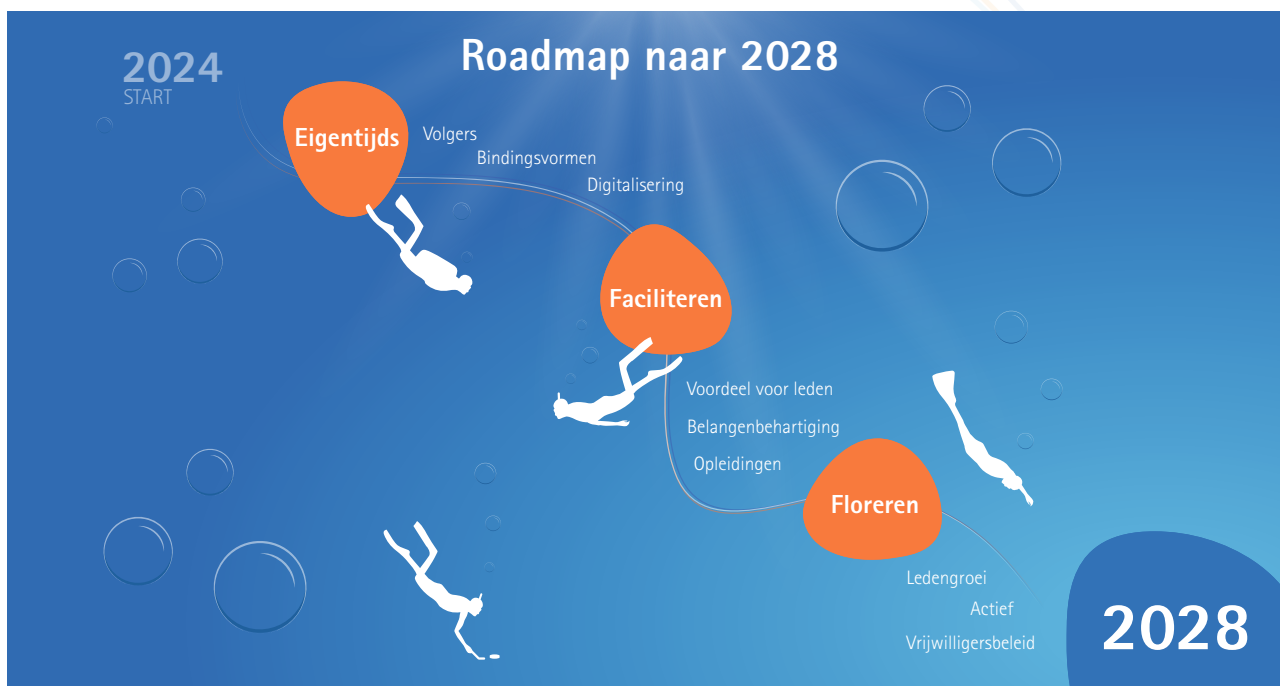 Roadmap naar 2028
2024
START
Eigentijds
Volgers
Bindingsvormen
Digitalisering
Faciliteren
Voordeel voor leden
Belangenbehartiging
Opleidingen
Floreren
Ledengroei
Actief
Vrijwilligersbeleid
2028